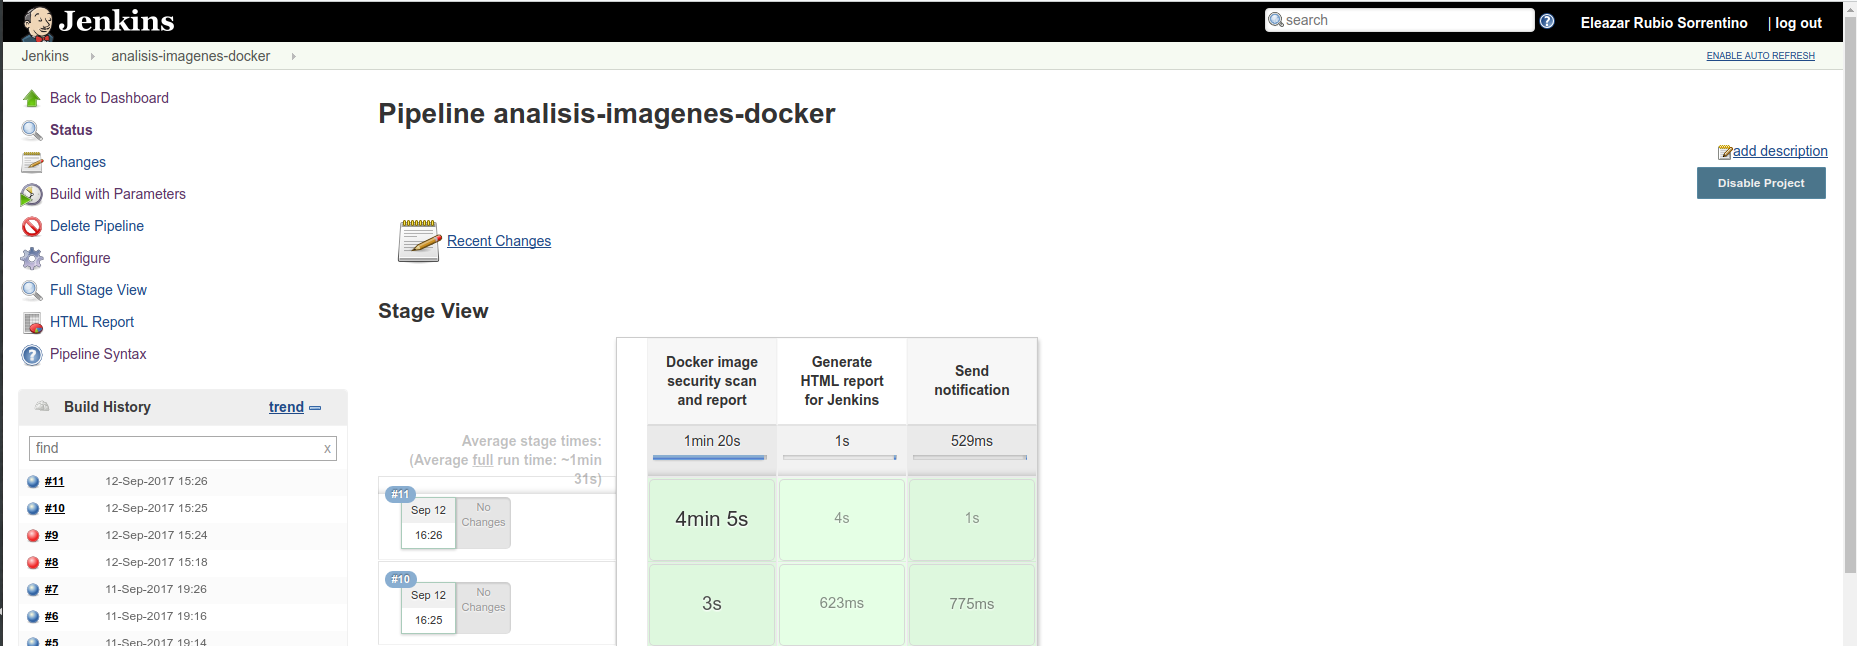 Jenkins
search
Eleazar Rubio Sorrentino
| log out
Jenkins
analisis-imagenes-docker
ENABLE AUTO REFRESH
Back to Dashboard
Status
Changes
Build with Parameters
Delete Pipeline
Configure
Full Stage View
HTML Report
Pipeline Syntax
Build History
trend
find
x
#11 12-Sep-2017 15:26
#10 12-Sep-2017 15:25
#9 12-Sep-2017 15:24
#8 12-Sep-2017 15:18
#7 11-Sep-2017 19:26
#6 11-Sep-2017 19:16
#5 11-Sep-2017 19:14
Pipeline analisis-imagenes-docker
add description
Disable Project
Recent Changes
Stage View
Docker image
security scan
and report
Generate
HTML report
for Jenkins
Send
notification
Average stage times:
(Average full run time: ~1min
31s)
1min 20s
1s
529ms
#11
Sep 12
16:26
No
Changes
4min 5s
4s
1s
#10
Sep 12
16:25
No
Changes
3s
623ms
775ms